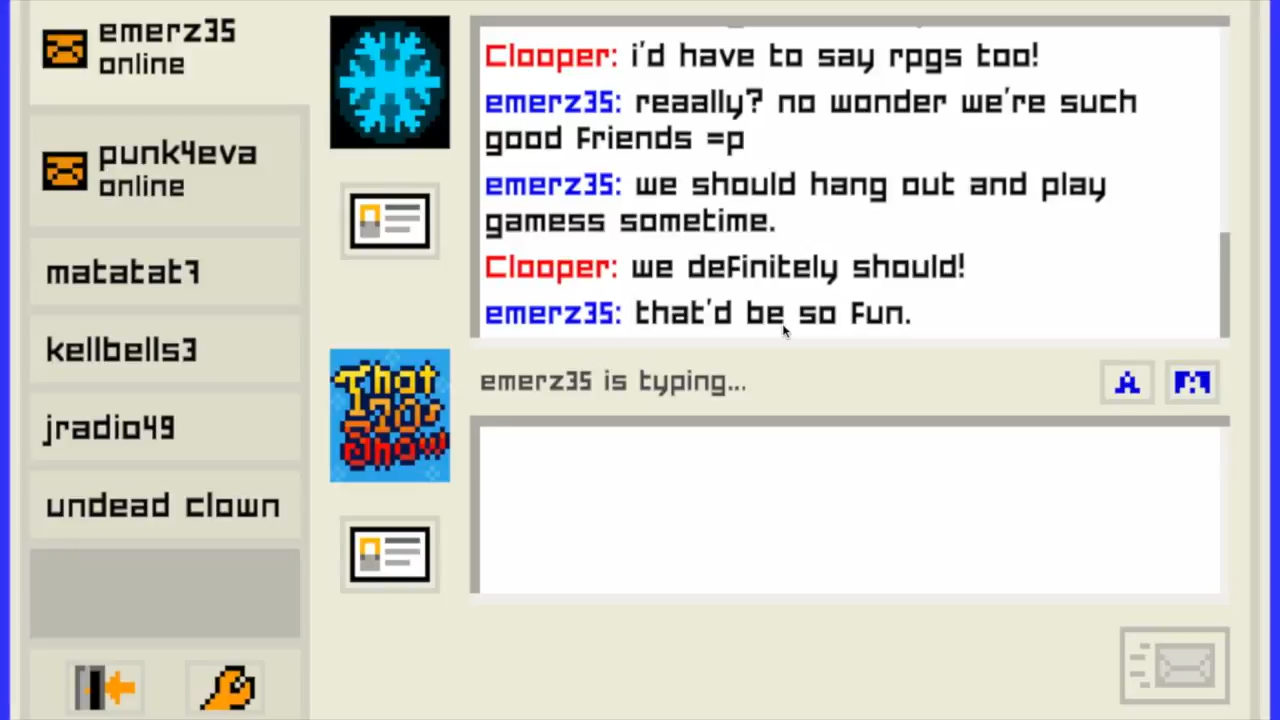 emerz35
online
punk4eva
online
matatat7
kellbells3
jradio49
undead clown
Clooper: i'd have to say rpgs too!
emerz35: reaally? no wonder we're such
good friends =p
emerz35: we should hang out and play
gamess sometime.
Clooper: we definitely should!
emerz35: that'd be so fun.
That
70s
Show
emerz35 is typing...
A